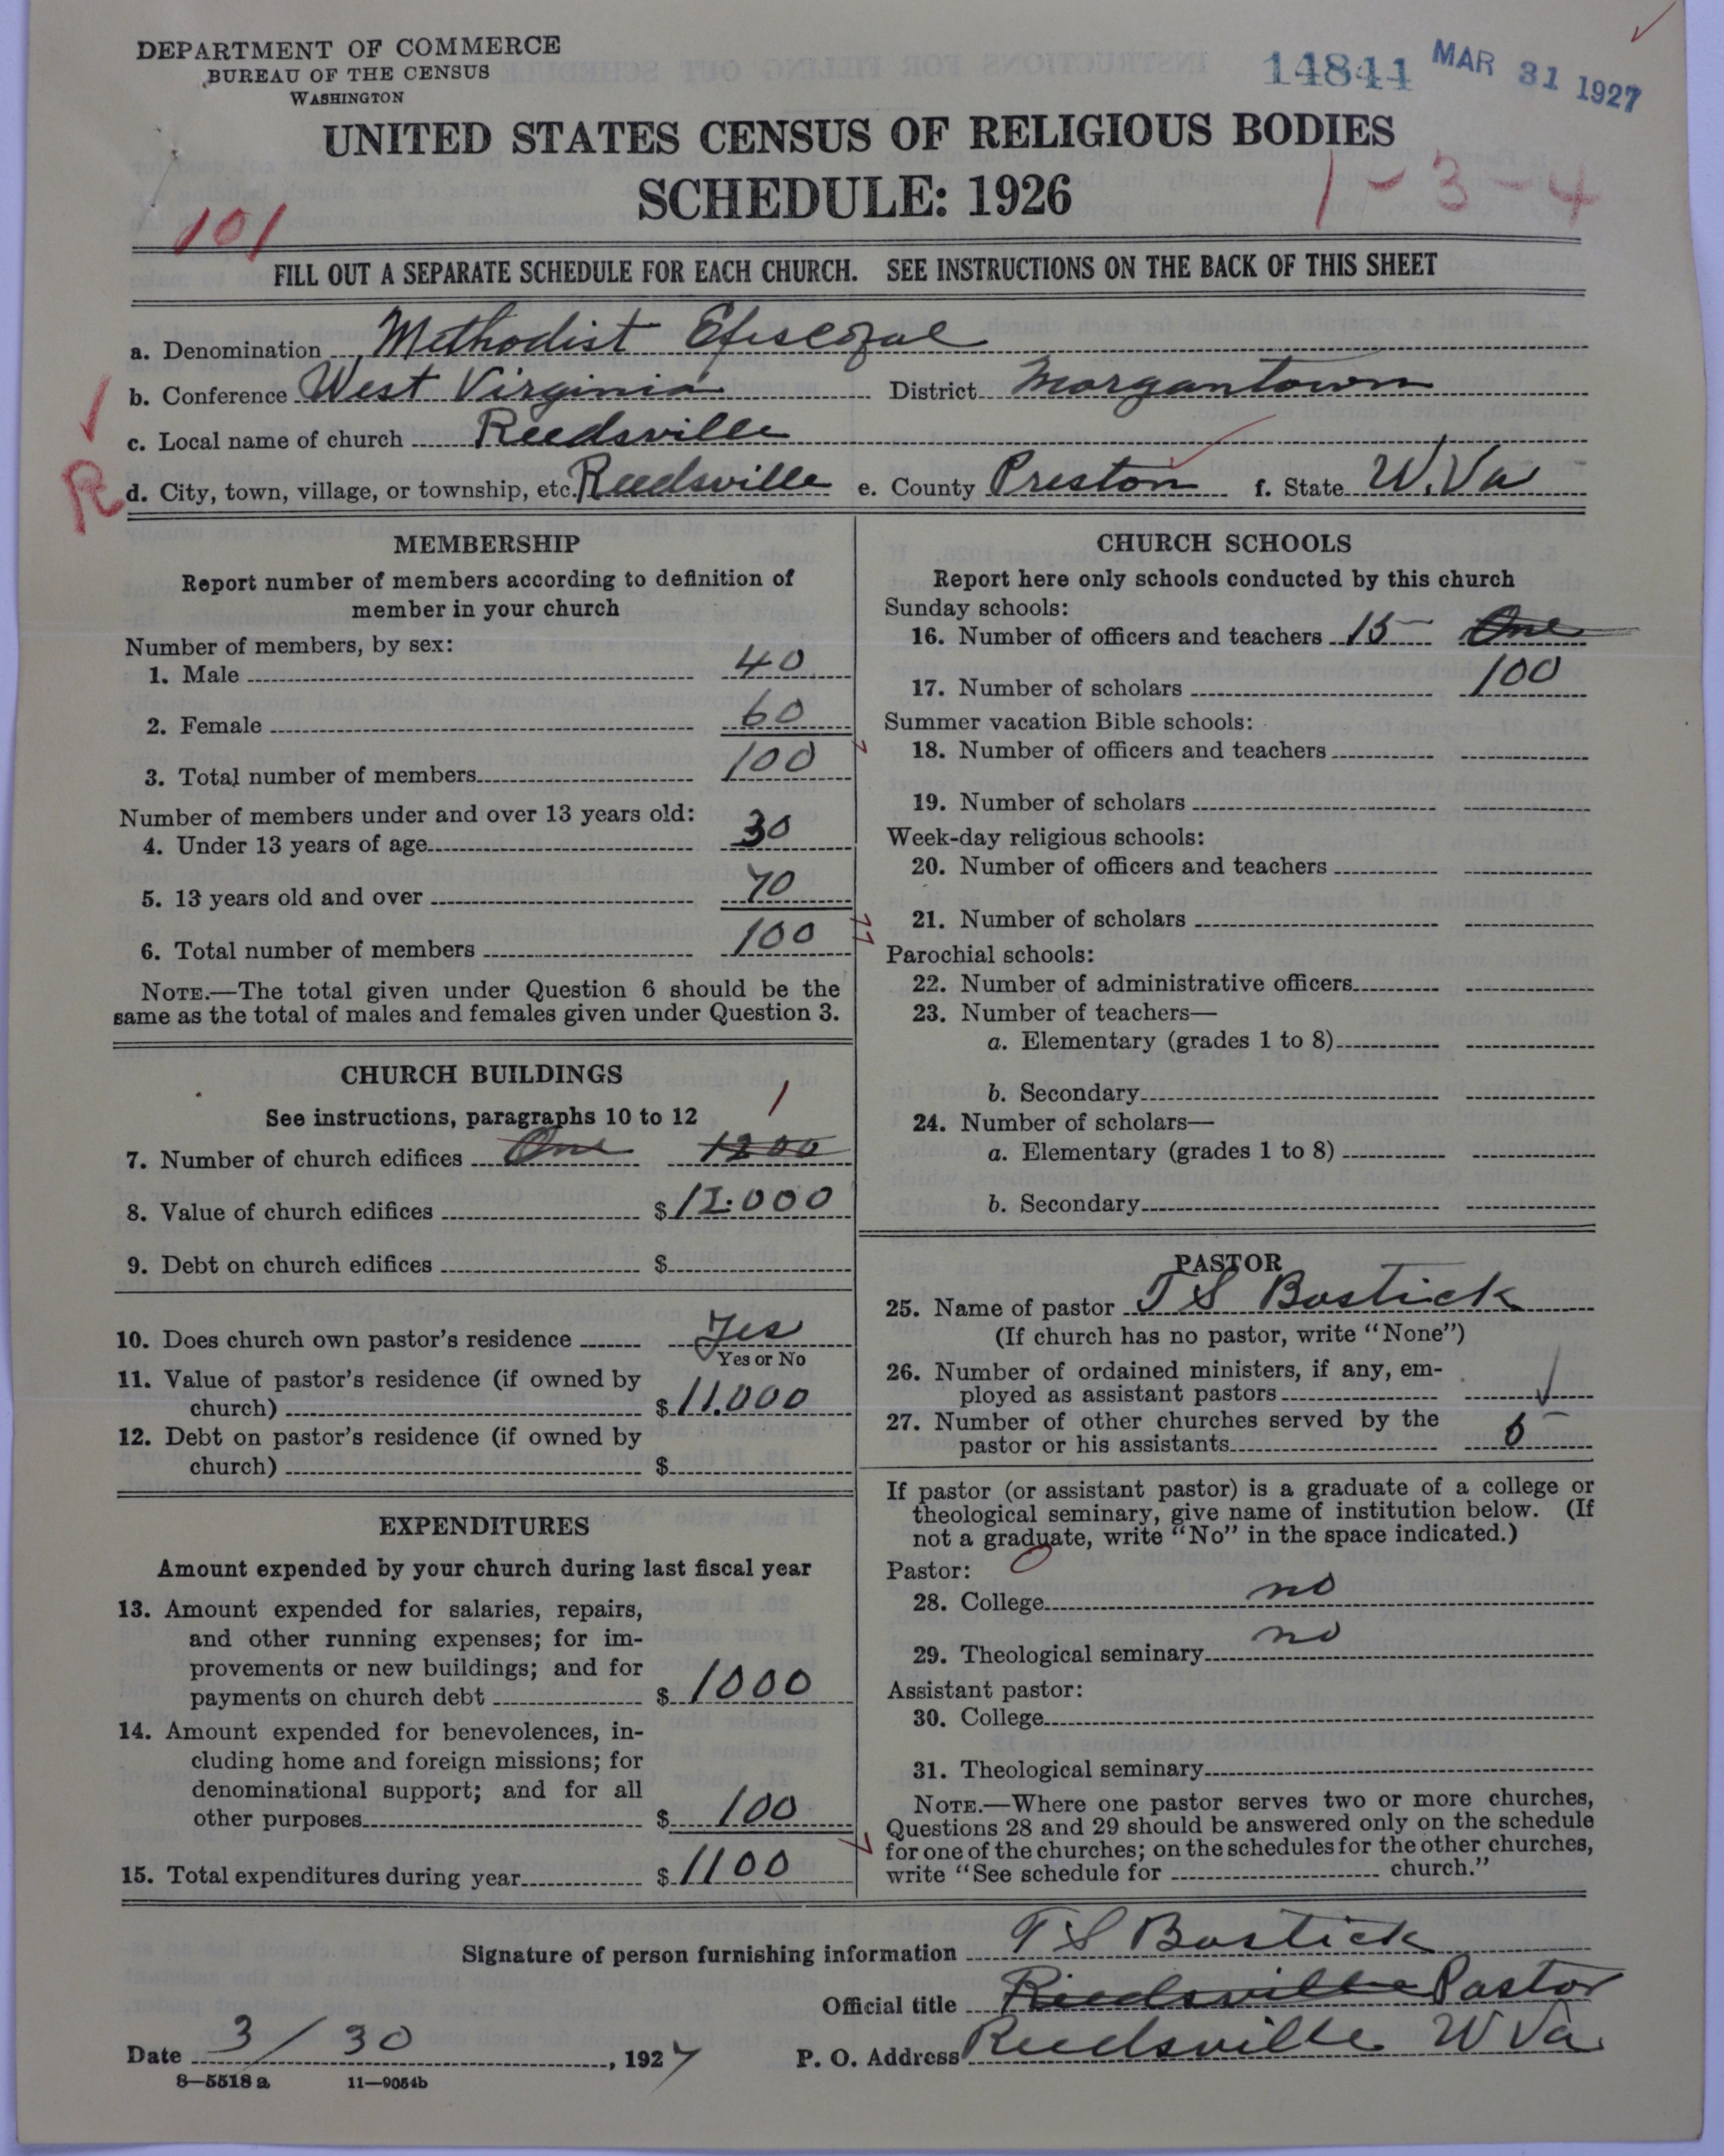 DEPARTMENT OF COMMERCE
BUREAU OF THE CENSUS
WASHINGTON
14844 MAR 31 1927
UNITED STATES CENSUS OF RELIGIOUS BODIES
SCHEDULE: 1926
101
1-3-4
FILL OUT A SEPARATE SCHEDULE FOR EACH CHURCH. SEE INSTRUCTIONS ON THE BACK OF THIS SHEET
a. Denomination Methodist Episcopal
b. Conference West Virginia District Morgantown
c. Local name of church Reedsville
R
d. City, town, village, or township, etc. Reedsville e. County Preston f. State W. Va
MEMBERSHIP
Report number of members according to definition of
member in your church
Number of members, by sex:
1. Male 40
2. Female 60
3. Total number of members 100
Number of members under and over 13 years old:
4. Under 13 years of age 30
5. 13 years old and over 70
6. Total number of members 100
NOTE.—The total given under Question 6 should be the
same as the total of males and females given under Question 3.
CHURCH BUILDINGS
See instructions, paragraphs 10 to 12
1
7. Number of church edifices One 1200
8. Value of church edifices $ 12.000
9. Debt on church edifices $
10. Does church own pastor's residence Yes
Yes or No
11. Value of pastor's residence (if owned by
church) $ 11.000
12. Debt on pastor's residence (if owned by
church) $
EXPENDITURES
Amount expended by your church during last fiscal year
13. Amount expended for salaries, repairs,
and other running expenses; for im-
provements or new buildings; and for
payments on church debt $ 1000
14. Amount expended for benevolences, in-
cluding home and foreign missions; for
denominational support; and for all
other purposes $ 100
15. Total expenditures during year $ 1100
CHURCH SCHOOLS
Report here only schools conducted by this church
Sunday schools:
16. Number of officers and teachers 15 One
17. Number of scholars 100
Summer vacation Bible schools:
18. Number of officers and teachers
19. Number of scholars
Week-day religious schools:
20. Number of officers and teachers
21. Number of scholars
Parochial schools:
22. Number of administrative officers
23. Number of teachers—
a. Elementary (grades 1 to 8)
b. Secondary
24. Number of scholars—
a. Elementary (grades 1 to 8)
b. Secondary
PASTOR
25. Name of pastor T S Bostick
(If church has no pastor, write "None")
26. Number of ordained ministers, if any, em-
ployed as assistant pastors
27. Number of other churches served by the
pastor or his assistants
If pastor (or assistant pastor) is a graduate of a college or
theological seminary, give name of institution below. (If
not a graduate, write "No" in the space indicated.)
Pastor:
28. College no
29. Theological seminary no
Assistant pastor:
30. College
31. Theological seminary
NOTE.—Where one pastor serves two or more churches,
Questions 28 and 29 should be answered only on the schedule
for one of the churches; on the schedules for the other churches,
write "See schedule for church."
Signature of person furnishing information T S Bostick
Official title Reedsville Pastor
Date 3/30, 1927 P. O. Address Reedsville W Va
8—5518 a 11—9054b